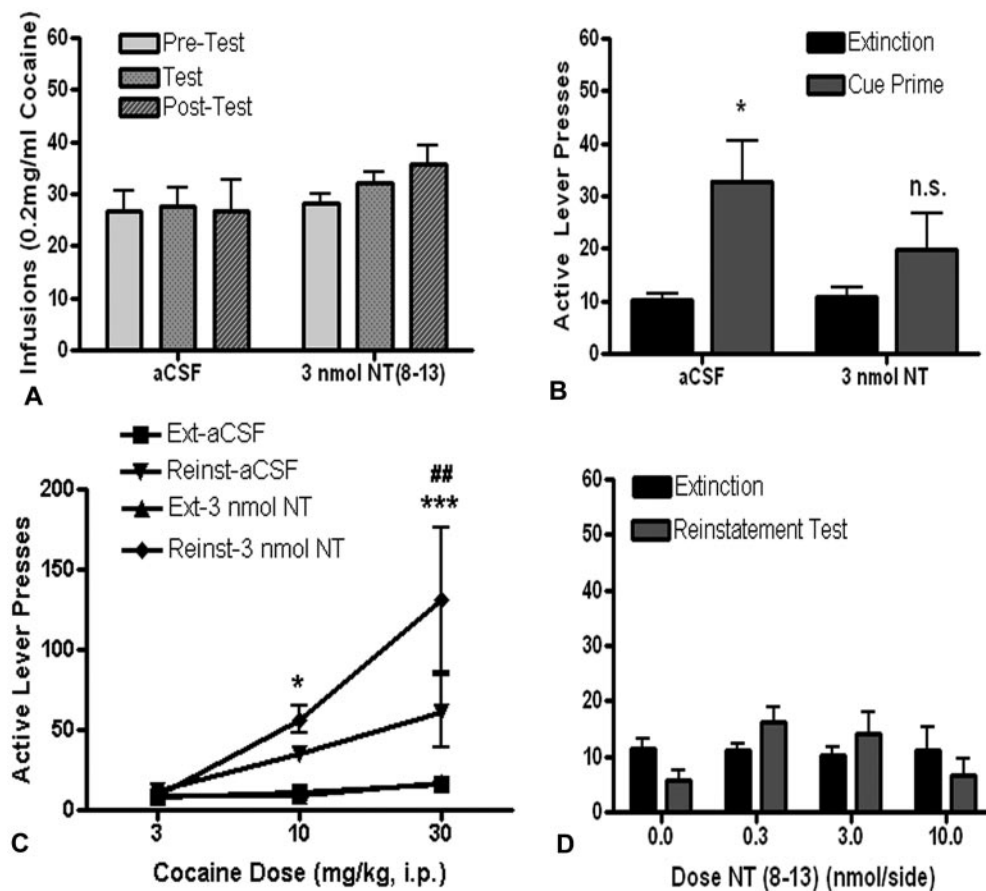 60
50
40
30
20
10
0
Infusions (0.2mg/ml Cocaine)
Pre-Test
Test
Post-Test
aCSF
3 nmol NT(8-13)
A
60
50
40
30
20
10
0
Active Lever Presses
Extinction
Cue Prime
*
n.s.
aCSF
3 nmol NT
B
Ext-aCSF
Reinst-aCSF
Ext-3 nmol NT
Reinst-3 nmol NT
200
150
100
50
0
Active Lever Presses
*
##
***
3
10
30
Cocaine Dose (mg/kg, i.p.)
C
60
50
40
30
20
10
0
Extinction
Reinstatement Test
0.0
0.3
3.0
10.0
Dose NT (8-13) (nmol/side)
D